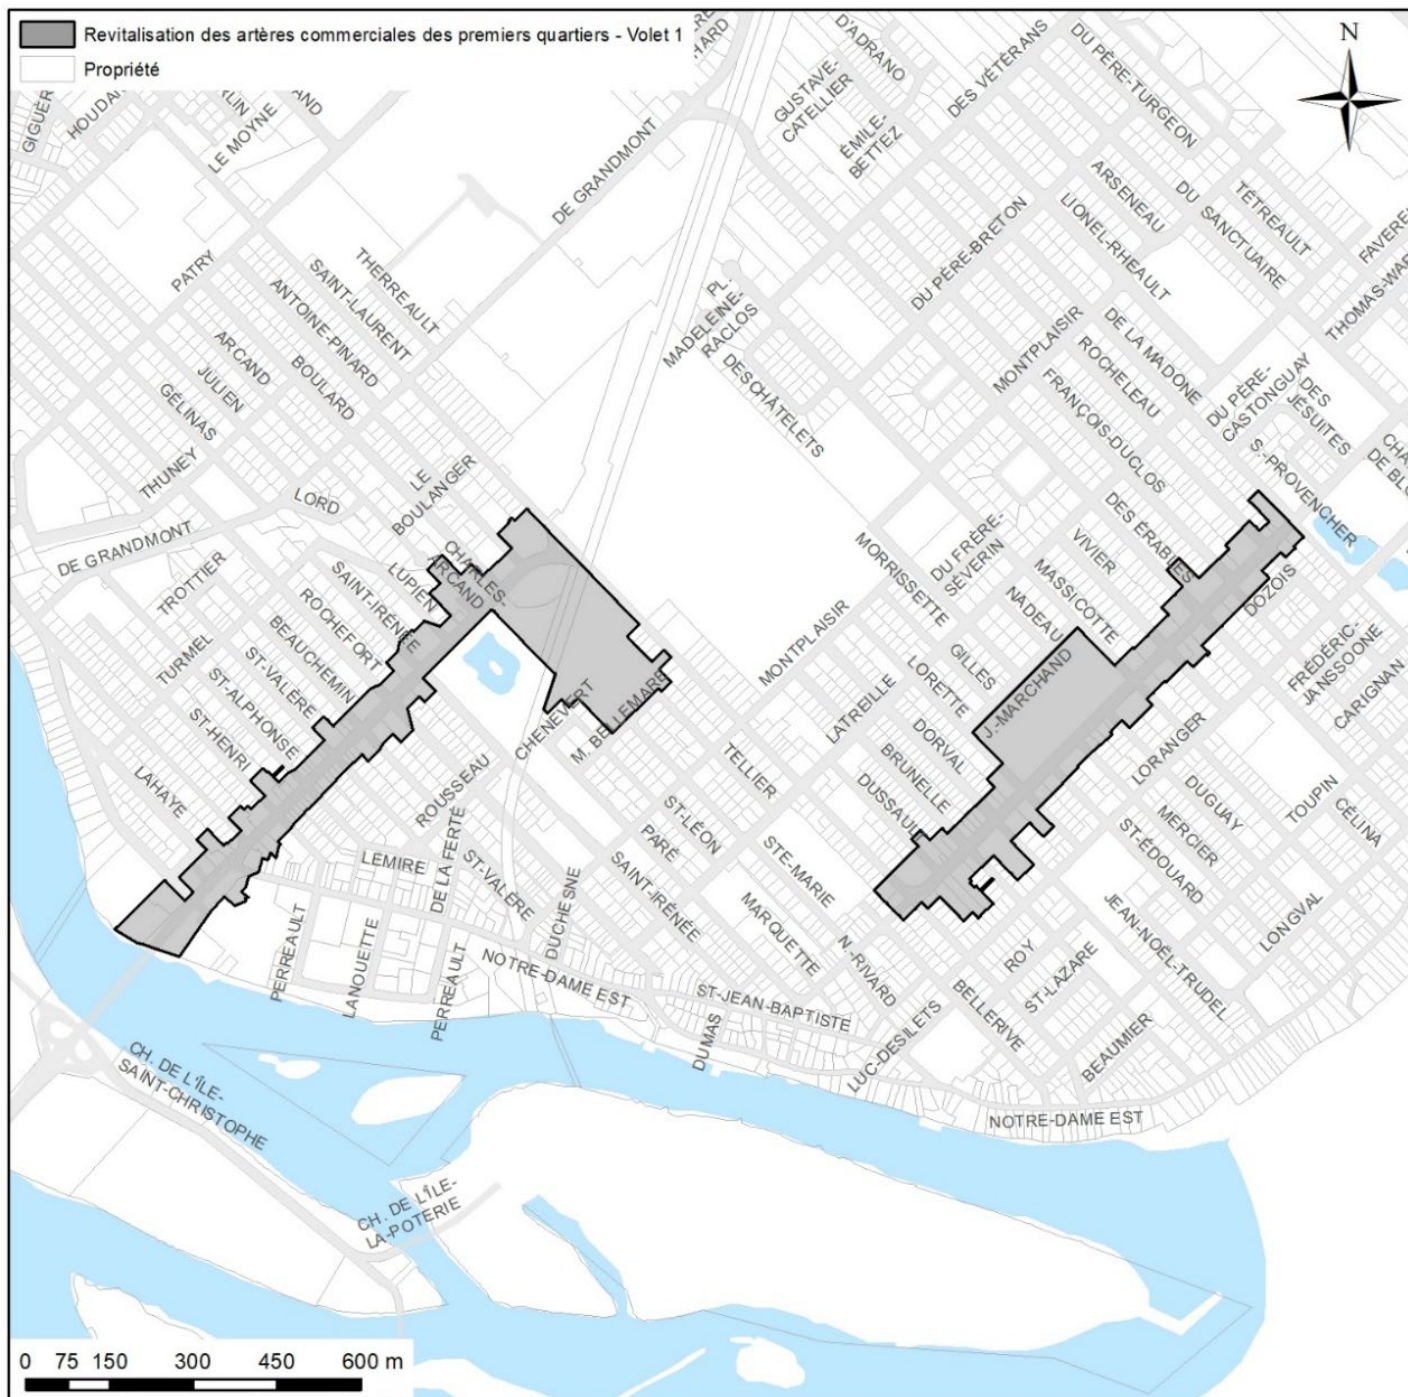 Revitalisation des artères commerciales des premiers quartiers - Volet 1
Propriété
N
GIGUÈR
HOUDA
LE MOYNE
DE GRANDMONT
D'ADRANO
GUSTAVE-
CATELLIER
ÉMILE-
BETTEZ
DES VÉTÉRANS
DU PÈRE-TURGEON
ARSENEAU
LIONEL-RHEAULT
DU SANCTUAIRE
TÉTREAULT
FAVEREL
THOMAS-WAR
DU PÈRE-BRETON
PATRY
THERREAULT
SAINT-LAURENT
ANTOINE-PINARD
BOULARD
ARCAND
JULIEN
GÉLINAS
THUNEY
PL.
MADELEINE-
RACLOS
DESCHÂTELETS
MONTPLAISIR
DE LA MADONE
ROCHELEAU
FRANÇOIS-DUCLOS
DU PÈRE-
CASTONGUAY
DES
JÉSUITES
S.-PROVENCHER
CHA
DE BL
LE
BOULANGER
LORD
DE GRANDMONT
TROTTIER
TURMEL
CHARLES-
ARCAND
LUPIEN
SAINT-IRÉNÉE
ROCHEFORT
BEAUCHEMIN
ST-VALÈRE
ST-ALPHONSE
ST-HENRI
LAHAYE
DES ÉRABLES
VIVIER
MASSICOTTE
NADEAU
DU FRÈRE-
SÉVERIN
MORRISSETTE
GILLES
LORETTE
MONTPLAISIR
LATREILLE
DORVAL
BRUNELLE
DUSSAULT
J.-MARCHAND
DOZOIS
FRÉDÉRIC-
JANSSOONE
CARIGNAN
LORANGER
DUGUAY
MERCIER
ST-ÉDOUARD
TOUPIN
CÉLINA
LONGVAL
JEAN-NOËL-TRUDEL
CHENEVERT
M. BELLEMARE
TELLIER
ROUSSEAU
LEMIRE
DE LA FERTÉ
ST-VALÈRE
ST-LÉON
PARÉ
SAINT-IRÉNÉE
STE-MARIE
MARQUETTE
DUCHESNE
N.-RIVARD
PERREAULT
LANOUETTE
PERREAULT
NOTRE-DAME EST
ST-JEAN-BAPTISTE
DUMAS
LUC-DESILETS
BELLERIVE
ROY
ST-LAZARE
BEAUMIER
NOTRE-DAME EST
CH. DE L'ÎLE-
SAINT-CHRISTOPHE
CH. DE L'ÎLE-
LA-POTERIE
0 75 150 300 450 600 m